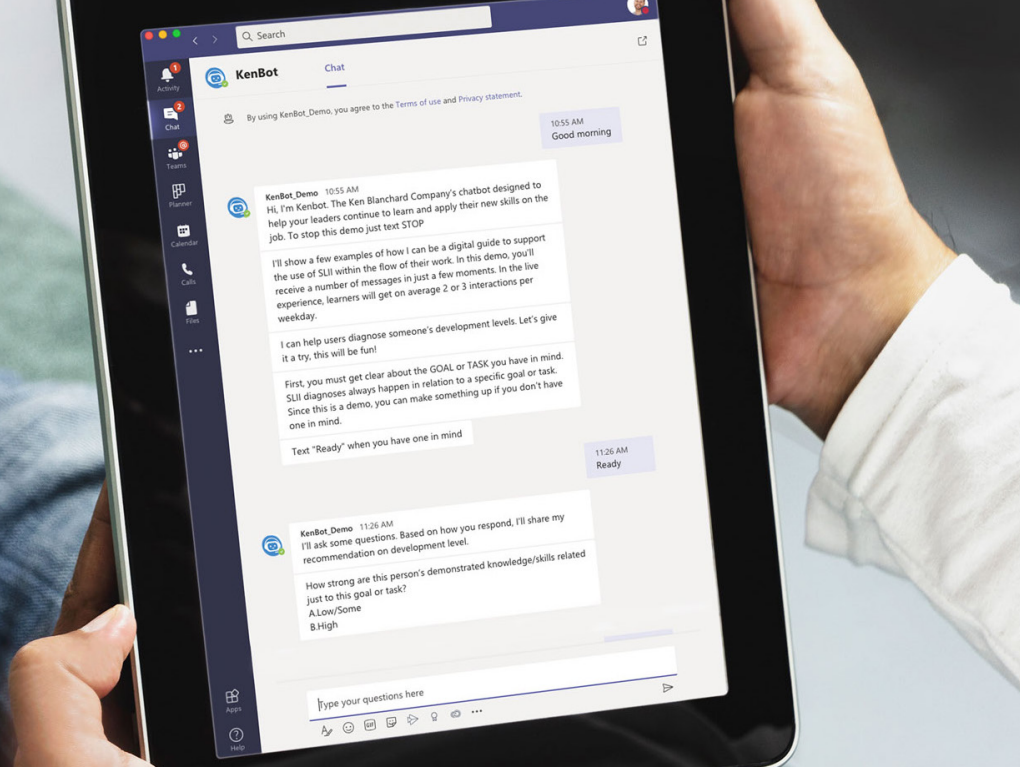 Search
1
Activity
2
Chat
@
Teams
Planner
Calendar
Calls
Files
Apps
Help
KenBot
Chat
By using KenBot_Demo, you agree to the Terms of use and Privacy statement.
10:55 AM
Good morning
KenBot_Demo 10:55 AM
Hi, I'm Kenbot. The Ken Blanchard Company's chatbot designed to
help your leaders continue to learn and apply their new skills on the
job. To stop this demo just text STOP
I'll show a few examples of how I can be a digital guide to support
the use of SLII within the flow of their work. In this demo, you'll
receive a number of messages in just a few moments. In the live
experience, learners will get on average 2 or 3 interactions per
weekday.
I can help users diagnose someone's development levels. Let's give
it a try, this will be fun!
First, you must get clear about the GOAL or TASK you have in mind.
SLII diagnoses always happen in relation to a specific goal or task.
Since this is a demo, you can make something up if you don't have
one in mind.
Text "Ready" when you have one in mind
11:26 AM
Ready
KenBot_Demo 11:26 AM
I'll ask some questions. Based on how you respond, I'll share my
recommendation on development level.
How strong are this person's demonstrated knowledge/skills related
just to this goal or task?
A.Low/Some
B.High
Type your questions here
GIF